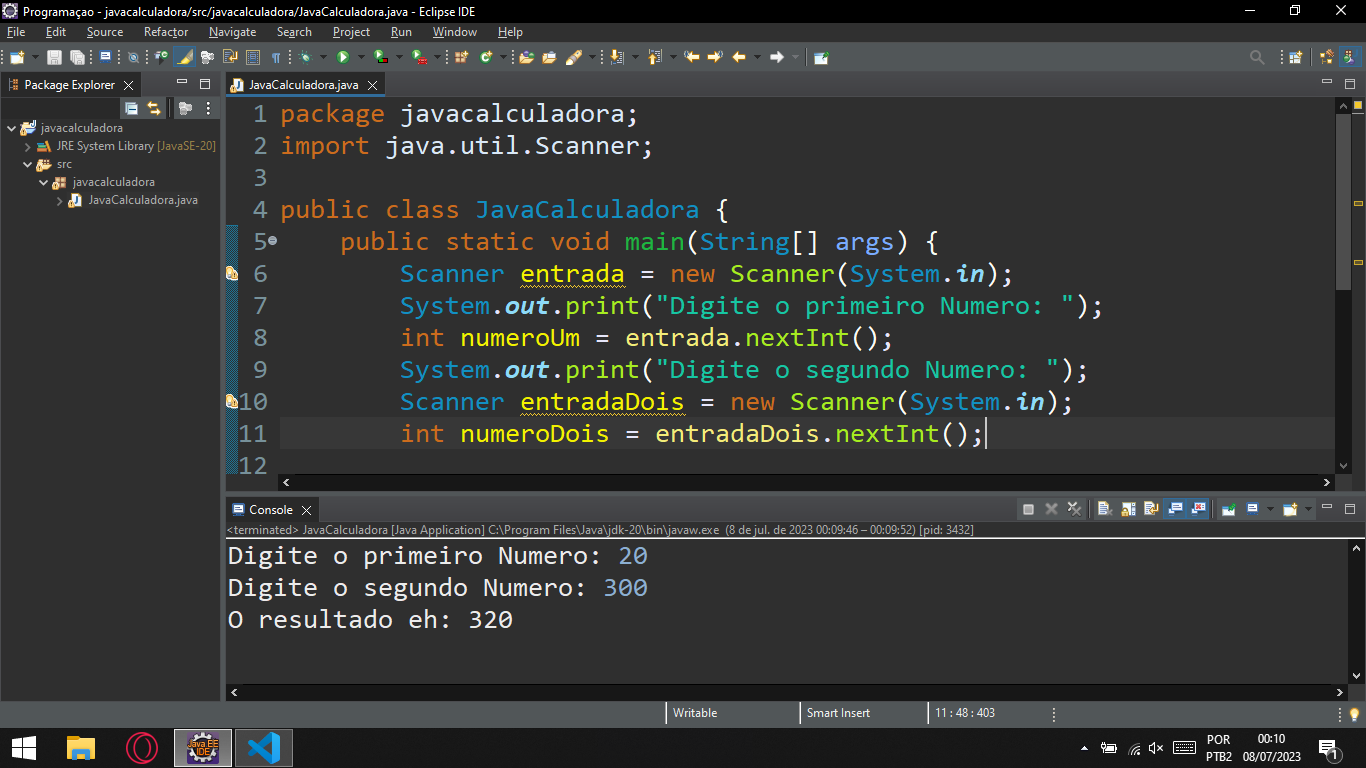 Programaçao - javacalculadora/src/javacalculadora/JavaCalculadora.java - Eclipse IDE
File Edit Source Refactor Navigate Search Project Run Window Help
Package Explorer
JavaCalculadora.java
javacalculadora
JRE System Library [JavaSE-20]
src
javacalculadora
JavaCalculadora.java
1 package javacalculadora;
2 import java.util.Scanner;
3
4 public class JavaCalculadora {
5 public static void main(String[] args) {
6 Scanner entrada = new Scanner(System.in);
7 System.out.print("Digite o primeiro Numero: ");
8 int numeroUm = entrada.nextInt();
9 System.out.print("Digite o segundo Numero: ");
10 Scanner entradaDois = new Scanner(System.in);
11 int numeroDois = entradaDois.nextInt();
12
Console
<terminated> JavaCalculadora [Java Application] C:\Program Files\Java\jdk-20\bin\javaw.exe (8 de jul. de 2023 00:09:46 – 00:09:52) [pid: 3432]
Digite o primeiro Numero: 20
Digite o segundo Numero: 300
O resultado eh: 320
Writable Smart Insert 11 : 48 : 403
Java EE
IDE
POR
PTB2
00:10
08/07/2023
1